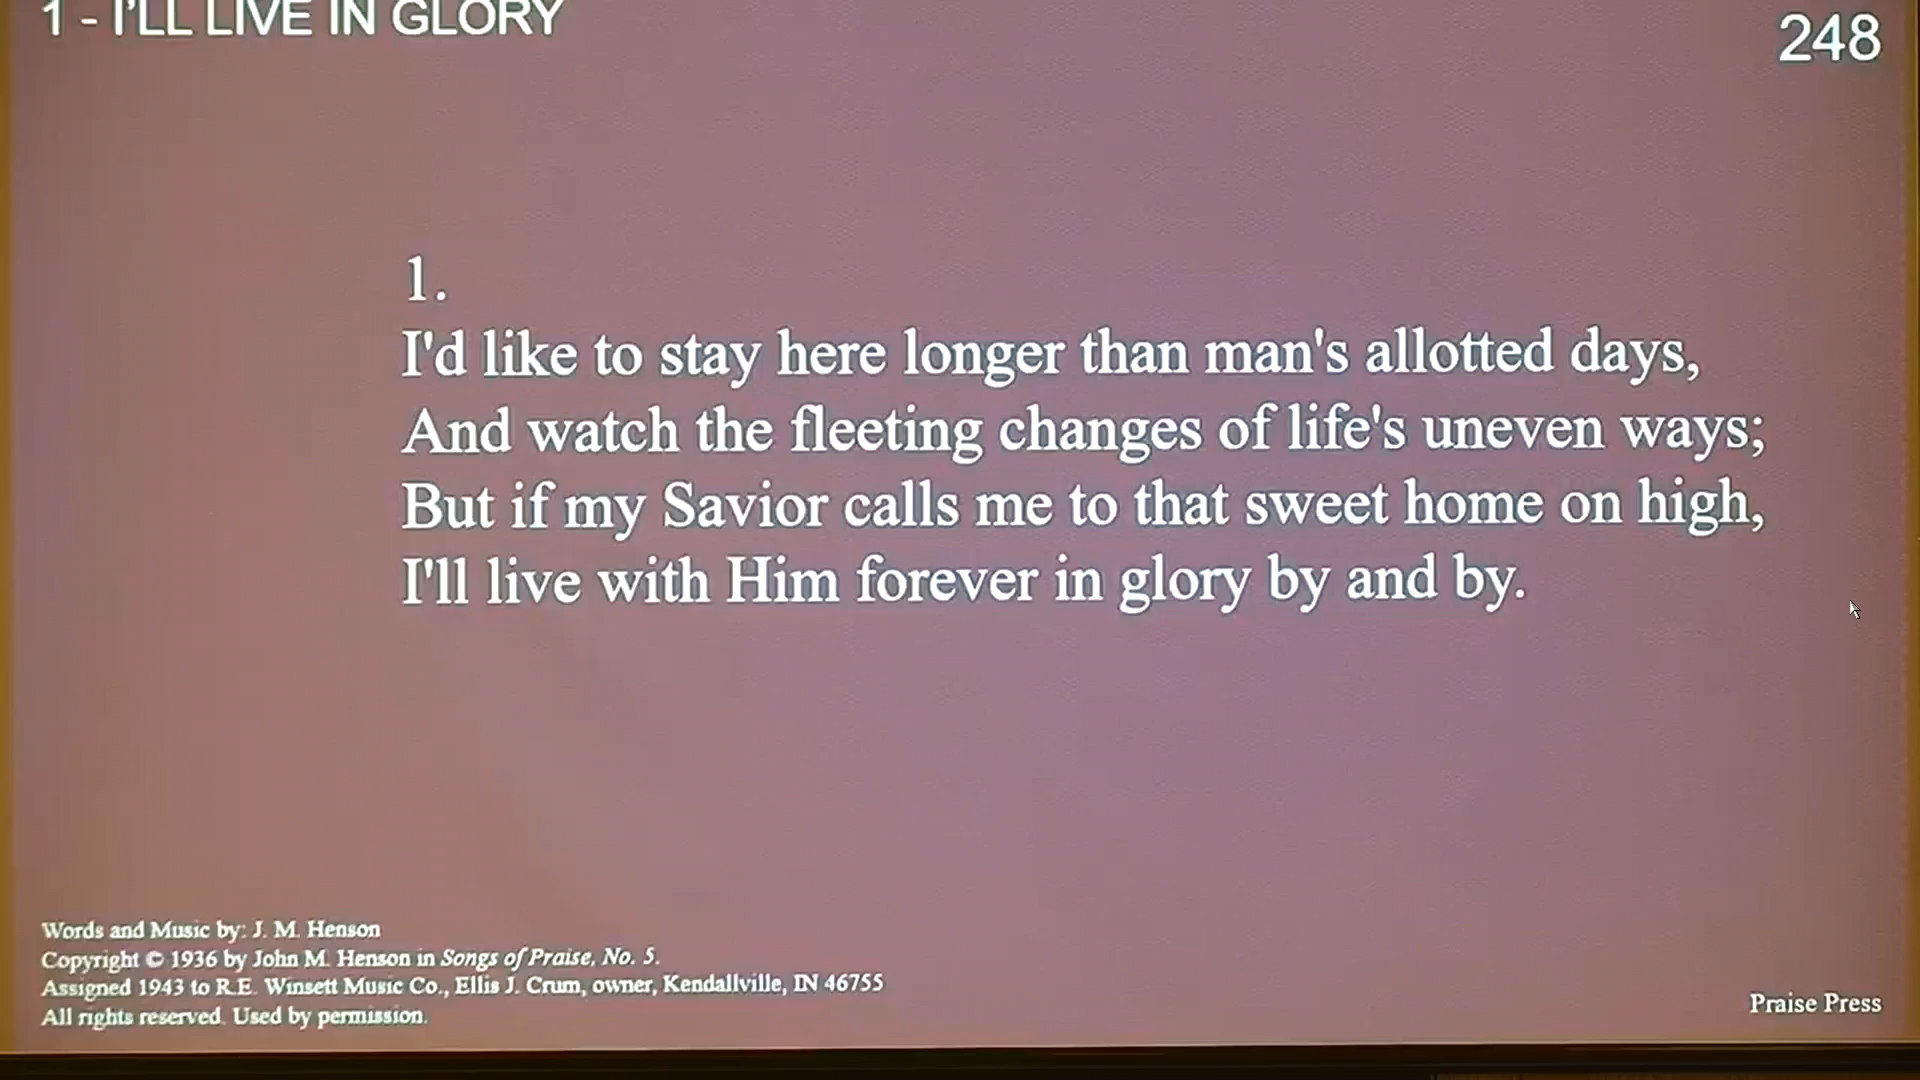 1 - I'LL LIVE IN GLORY
248
1.
I'd like to stay here longer than man's allotted days,
And watch the fleeting changes of life's uneven ways;
But if my Savior calls me to that sweet home on high,
I'll live with Him forever in glory by and by.
Words and Music by: J. M. Henson
Copyright © 1936 by John M. Henson in Songs of Praise, No. 5.
Assigned 1943 to R.E. Winsett Music Co., Ellis J. Crum, owner, Kendallville, IN 46755
All rights reserved. Used by permission.
Praise Press